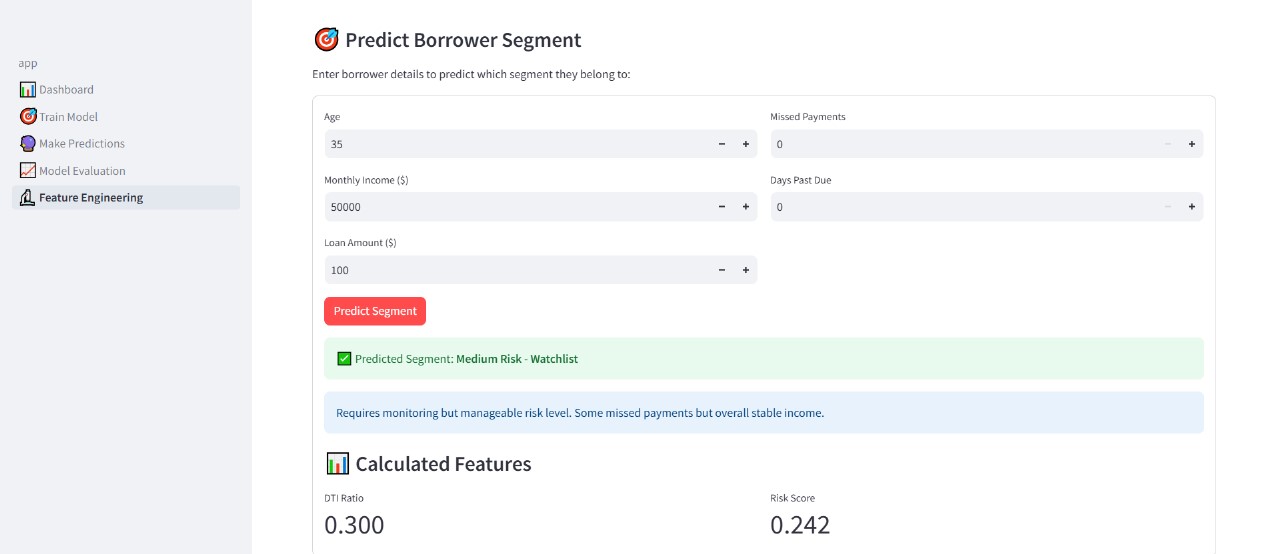 app
Dashboard
Train Model
Make Predictions
Model Evaluation
Feature Engineering
Predict Borrower Segment
Enter borrower details to predict which segment they belong to:
Age
35
Missed Payments
0
Monthly Income ($)
50000
Days Past Due
0
Loan Amount ($)
100
Predict Segment
Predicted Segment: Medium Risk - Watchlist
Requires monitoring but manageable risk level. Some missed payments but overall stable income.
Calculated Features
DTI Ratio
0.300
Risk Score
0.242